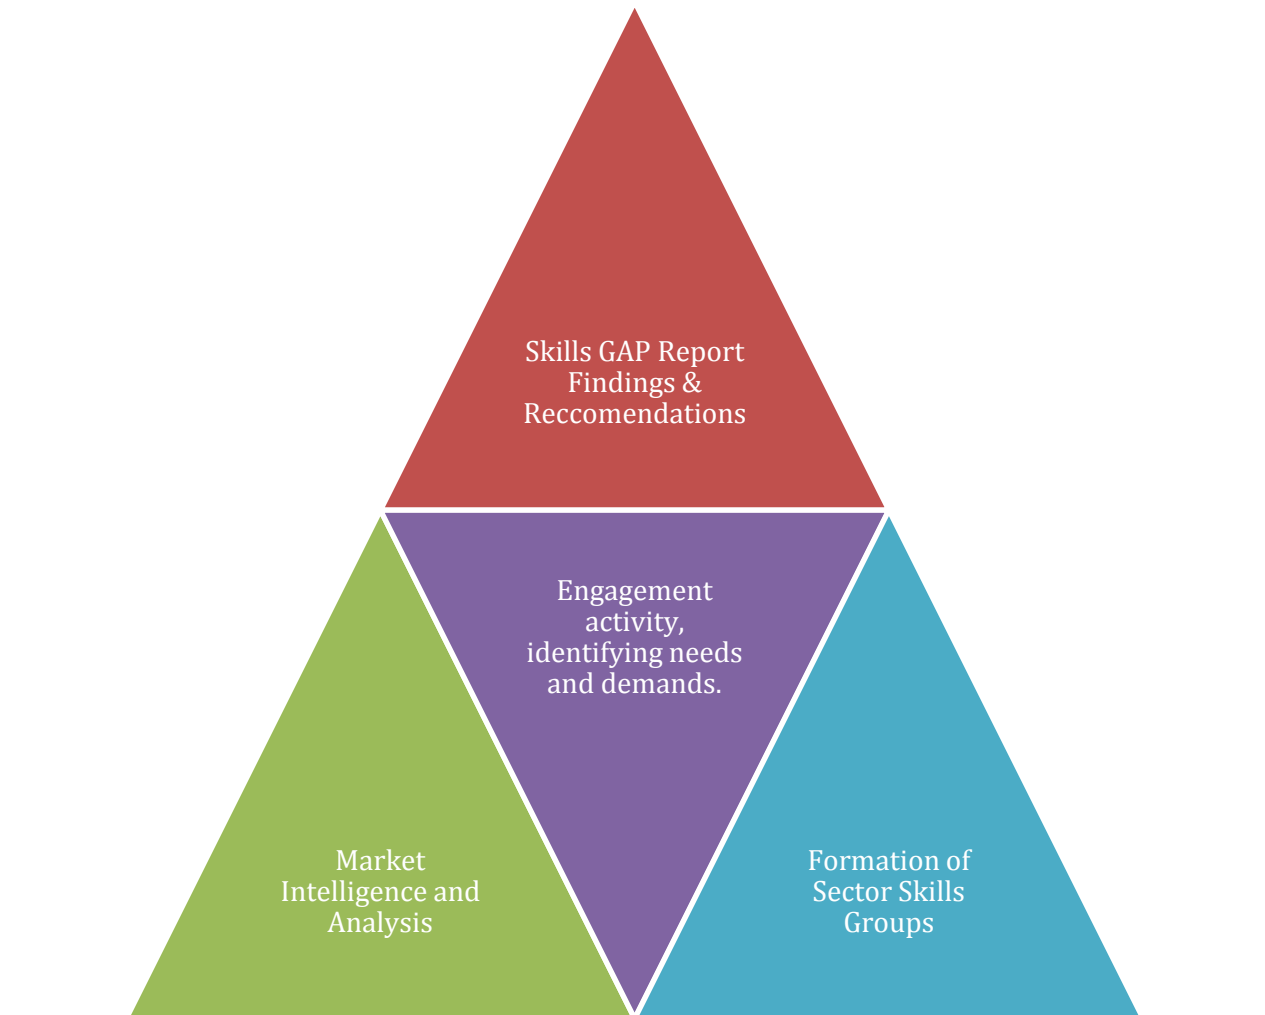 Skills GAP Report
Findings &
Reccomendations
Engagement
activity,
identifying needs
and demands.
Market
Intelligence and
Analysis
Formation of
Sector Skills
Groups